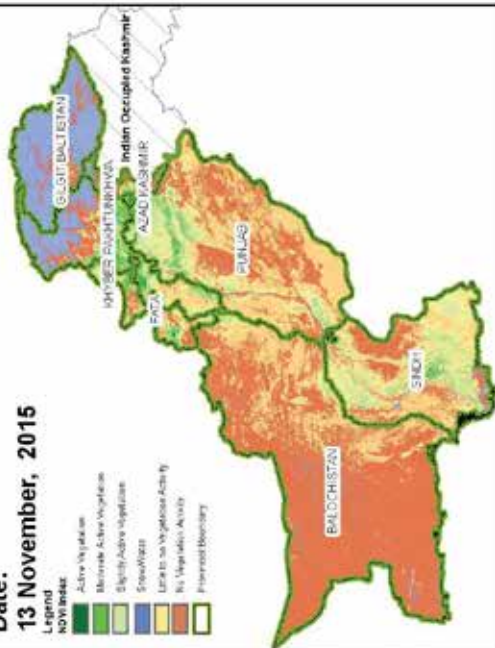 Date:
13 November, 2015
Legend
NDVI Index
Active Vegetation
Moderate Active Vegetation
Slightly Active Vegetation
Snow/Water
Little to no Vegetation Activity
No Vegetation Activity
Provincial Boundary
GILGIT BALTISTAN
KHYBER PAKHTUNKHWA
Indian Occupied Kashmir
AZAD KASHMIR
FATA
PUNJAB
BALOCHISTAN
SINDH